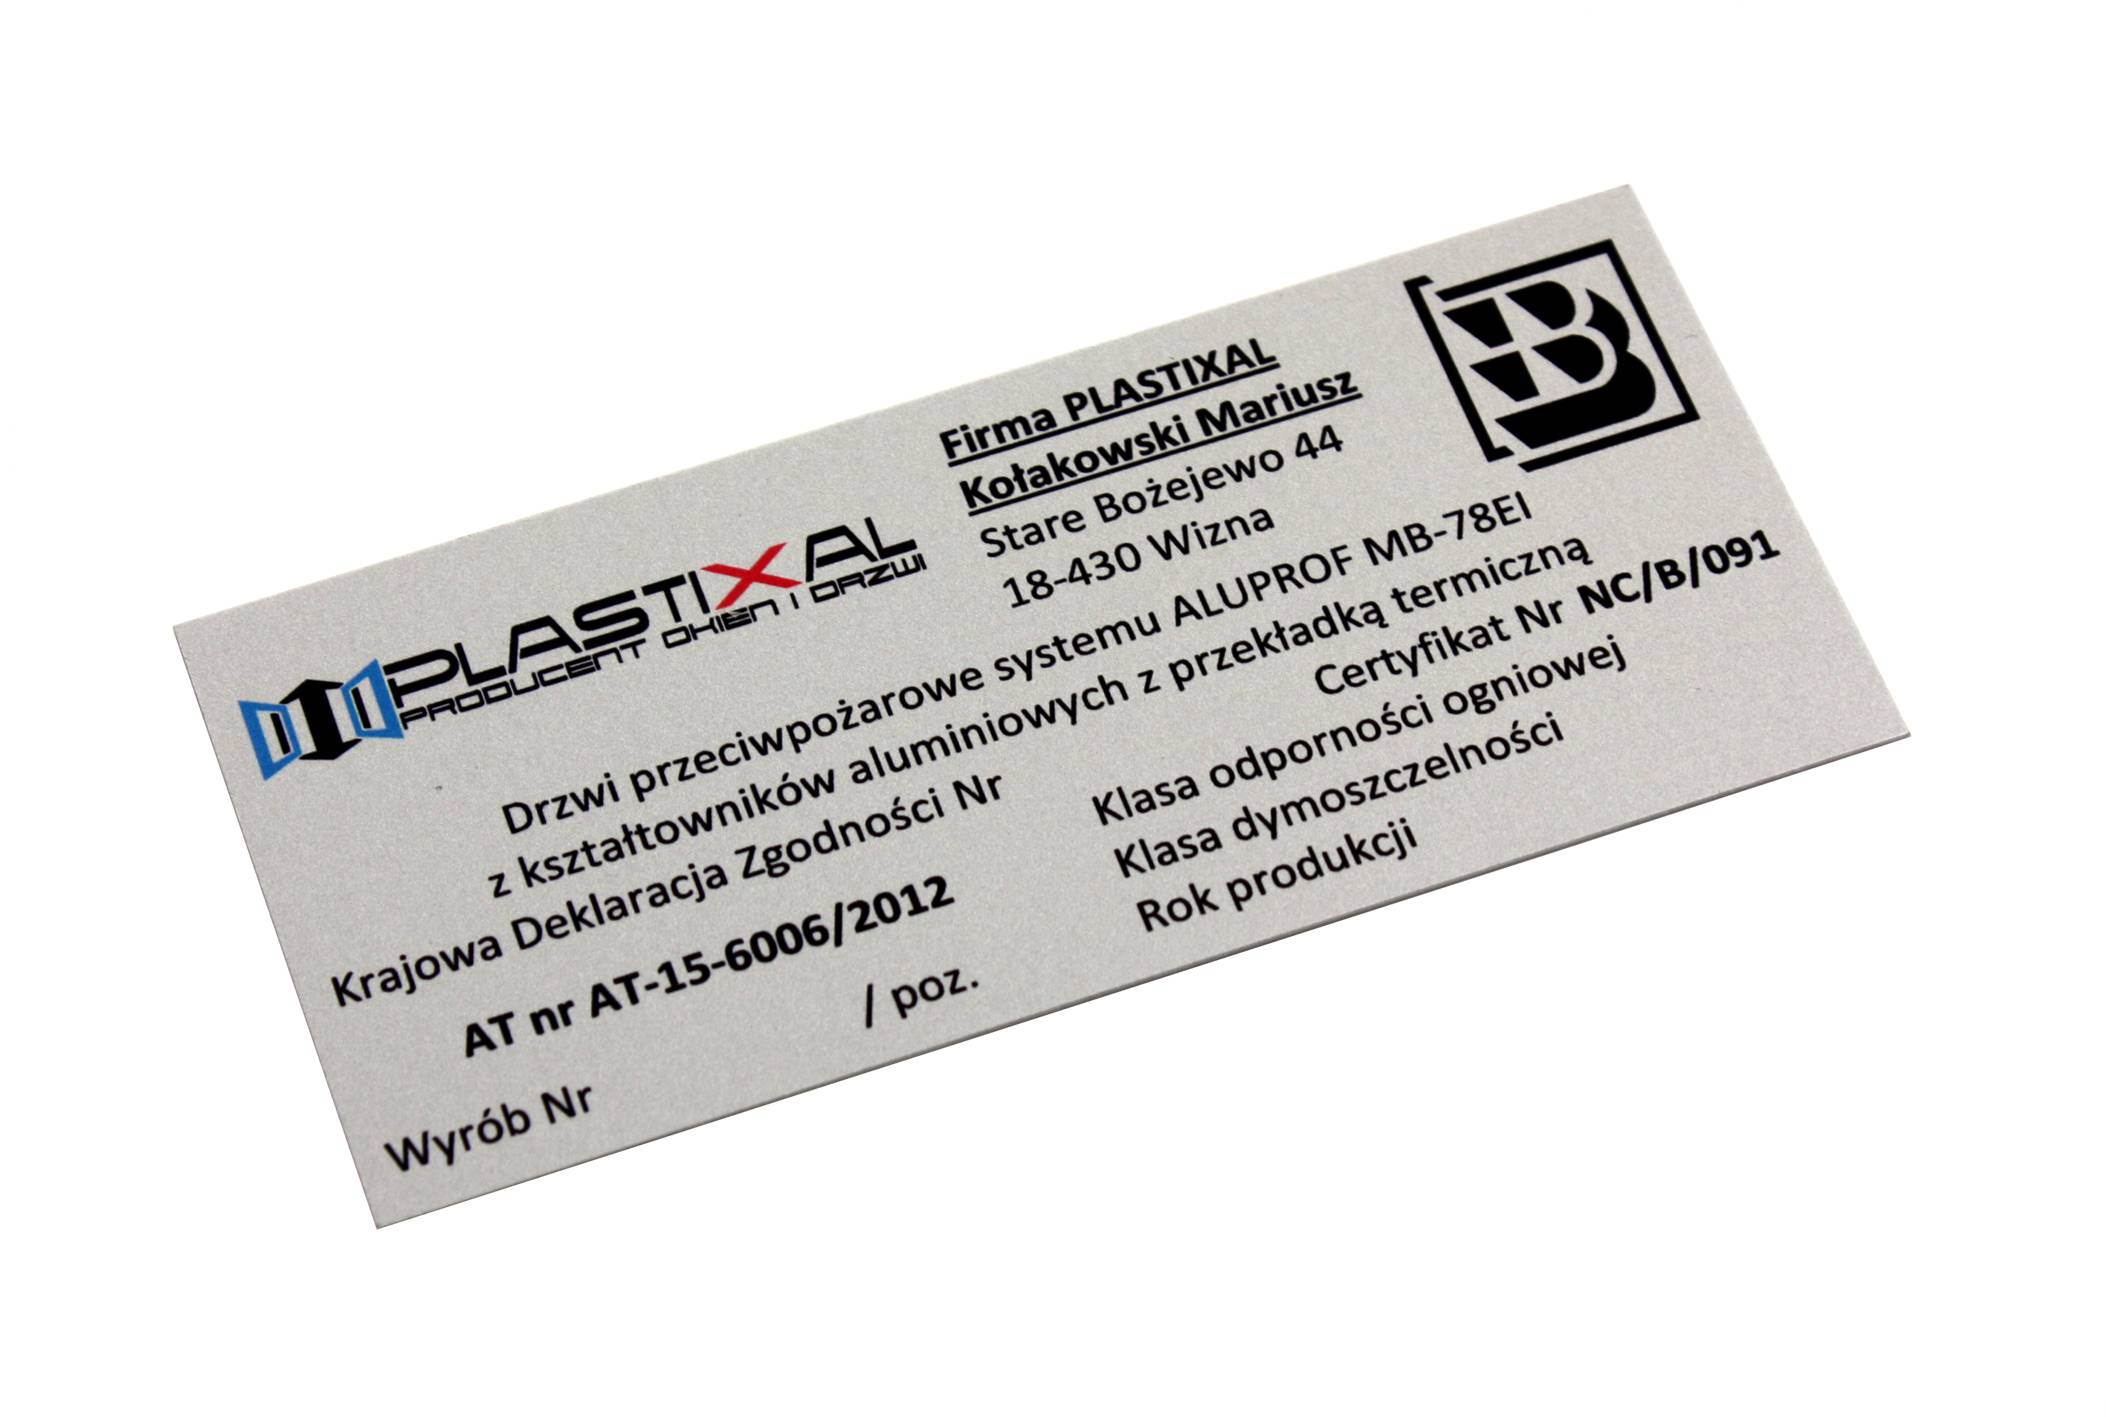 PLASTIXAL
PRODUCENT OKIEN I DRZWI
Firma PLASTIXAL
Kołakowski Mariusz
Stare Bożejewo 44
18-430 Wizna
B
Drzwi przeciwpożarowe systemu ALUPROF MB-78EI
z kształtowników aluminiowych z przekładką termiczną
Krajowa Deklaracja Zgodności Nr
Certyfikat Nr NC/B/091
AT nr AT-15-6006/2012
Klasa odporności ogniowej
Klasa dymoszczelności
Wyrób Nr / poz.
Rok produkcji